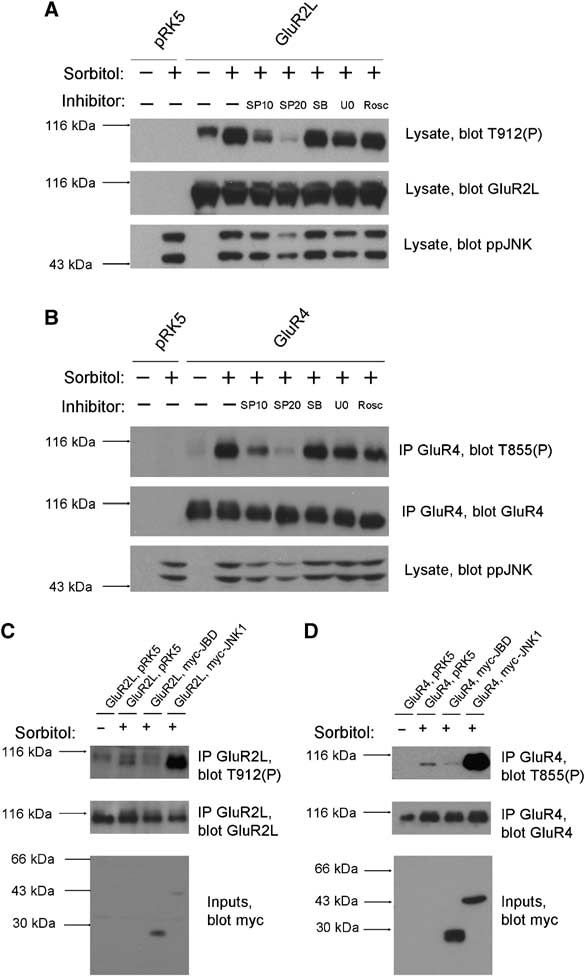 A
pRK5 GluR2L
Sorbitol: − + − + + + + + +
Inhibitor: − − − − SP10 SP20 SB U0 Rosc
116 kDa Lysate, blot T912(P)
116 kDa Lysate, blot GluR2L
Lysate, blot ppJNK
43 kDa
B
pRK5 GluR4
Sorbitol: − + − + + + + + +
Inhibitor: − − − − SP10 SP20 SB U0 Rosc
116 kDa IP GluR4, blot T855(P)
116 kDa IP GluR4, blot GluR4
Lysate, blot ppJNK
43 kDa
C
GluR2L, pRK5
GluR2L, pRK5
GluR2L, myc-JBD
GluR2L, myc-JNK1
Sorbitol: − + + +
116 kDa IP GluR2L,
blot T912(P)
116 kDa IP GluR2L,
blot GluR2L
66 kDa
43 kDa Inputs,
blot myc
30 kDa
D
GluR4, pRK5
GluR4, pRK5
GluR4, myc-JBD
GluR4, myc-JNK1
Sorbitol: − + + +
116 kDa IP GluR4,
blot T855(P)
116 kDa IP GluR4,
blot GluR4
66 kDa
43 kDa Inputs,
blot myc
30 kDa